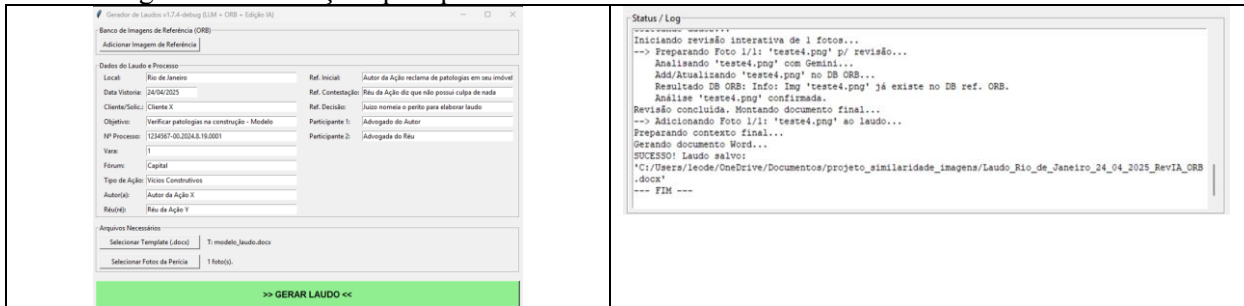 Gerador de Laudos v1.7.4-debug (LLM + ORB + Edição IA)
Banco de Imagens de Referência (ORB)
Adicionar Imagem de Referência
Dados do Laudo e Processo
Local: Rio de Janeiro
Data Vistoria: 24/04/2025
Cliente/Solic.: Cliente X
Objetivo: Verificar patologias na construção - Modelo
Nº Processo: 1234567-00.2024.8.19.0001
Vara: 1
Fórum: Capital
Tipo de Ação: Vícios Construtivos
Autor(a): Autor da Ação X
Réu(ré): Réu da Ação Y
Ref. Inicial: Autor da Ação reclama de patologias em seu imóvel
Ref. Contestação: Réu da Ação diz que não possui culpa de nada
Ref. Decisão: Juízo nomeia o perito para elaborar laudo
Participante 1: Advogado do Autor
Participante 2: Advogada do Réu
Arquivos Necessários
Selecionar Template (.docx) T: modelo_laudo.docx
Selecionar Fotos da Perícia 1 foto(s).
>> GERAR LAUDO <<
Status / Log
Iniciando revisão interativa de 1 fotos...
--> Preparando Foto 1/1: 'teste4.png' p/ revisão...
Analisando 'teste4.png' com Gemini...
Add/Atualizando 'teste4.png' no DB ORB...
Resultado DB ORB: Info: Img 'teste4.png' já existe no DB ref. ORB.
Análise 'teste4.png' confirmada.
Revisão concluída. Montando documento final...
--> Adicionando Foto 1/1: 'teste4.png' ao laudo...
Preparando contexto final...
Gerando documento Word...
SUCESSO! Laudo salvo:
'C:/Users/leode/OneDrive/Documentos/projeto_similaridade_imagens/Laudo_Rio_de_Janeiro_24_04_2025_RevIA_ORB
.docx'
--- FIM ---